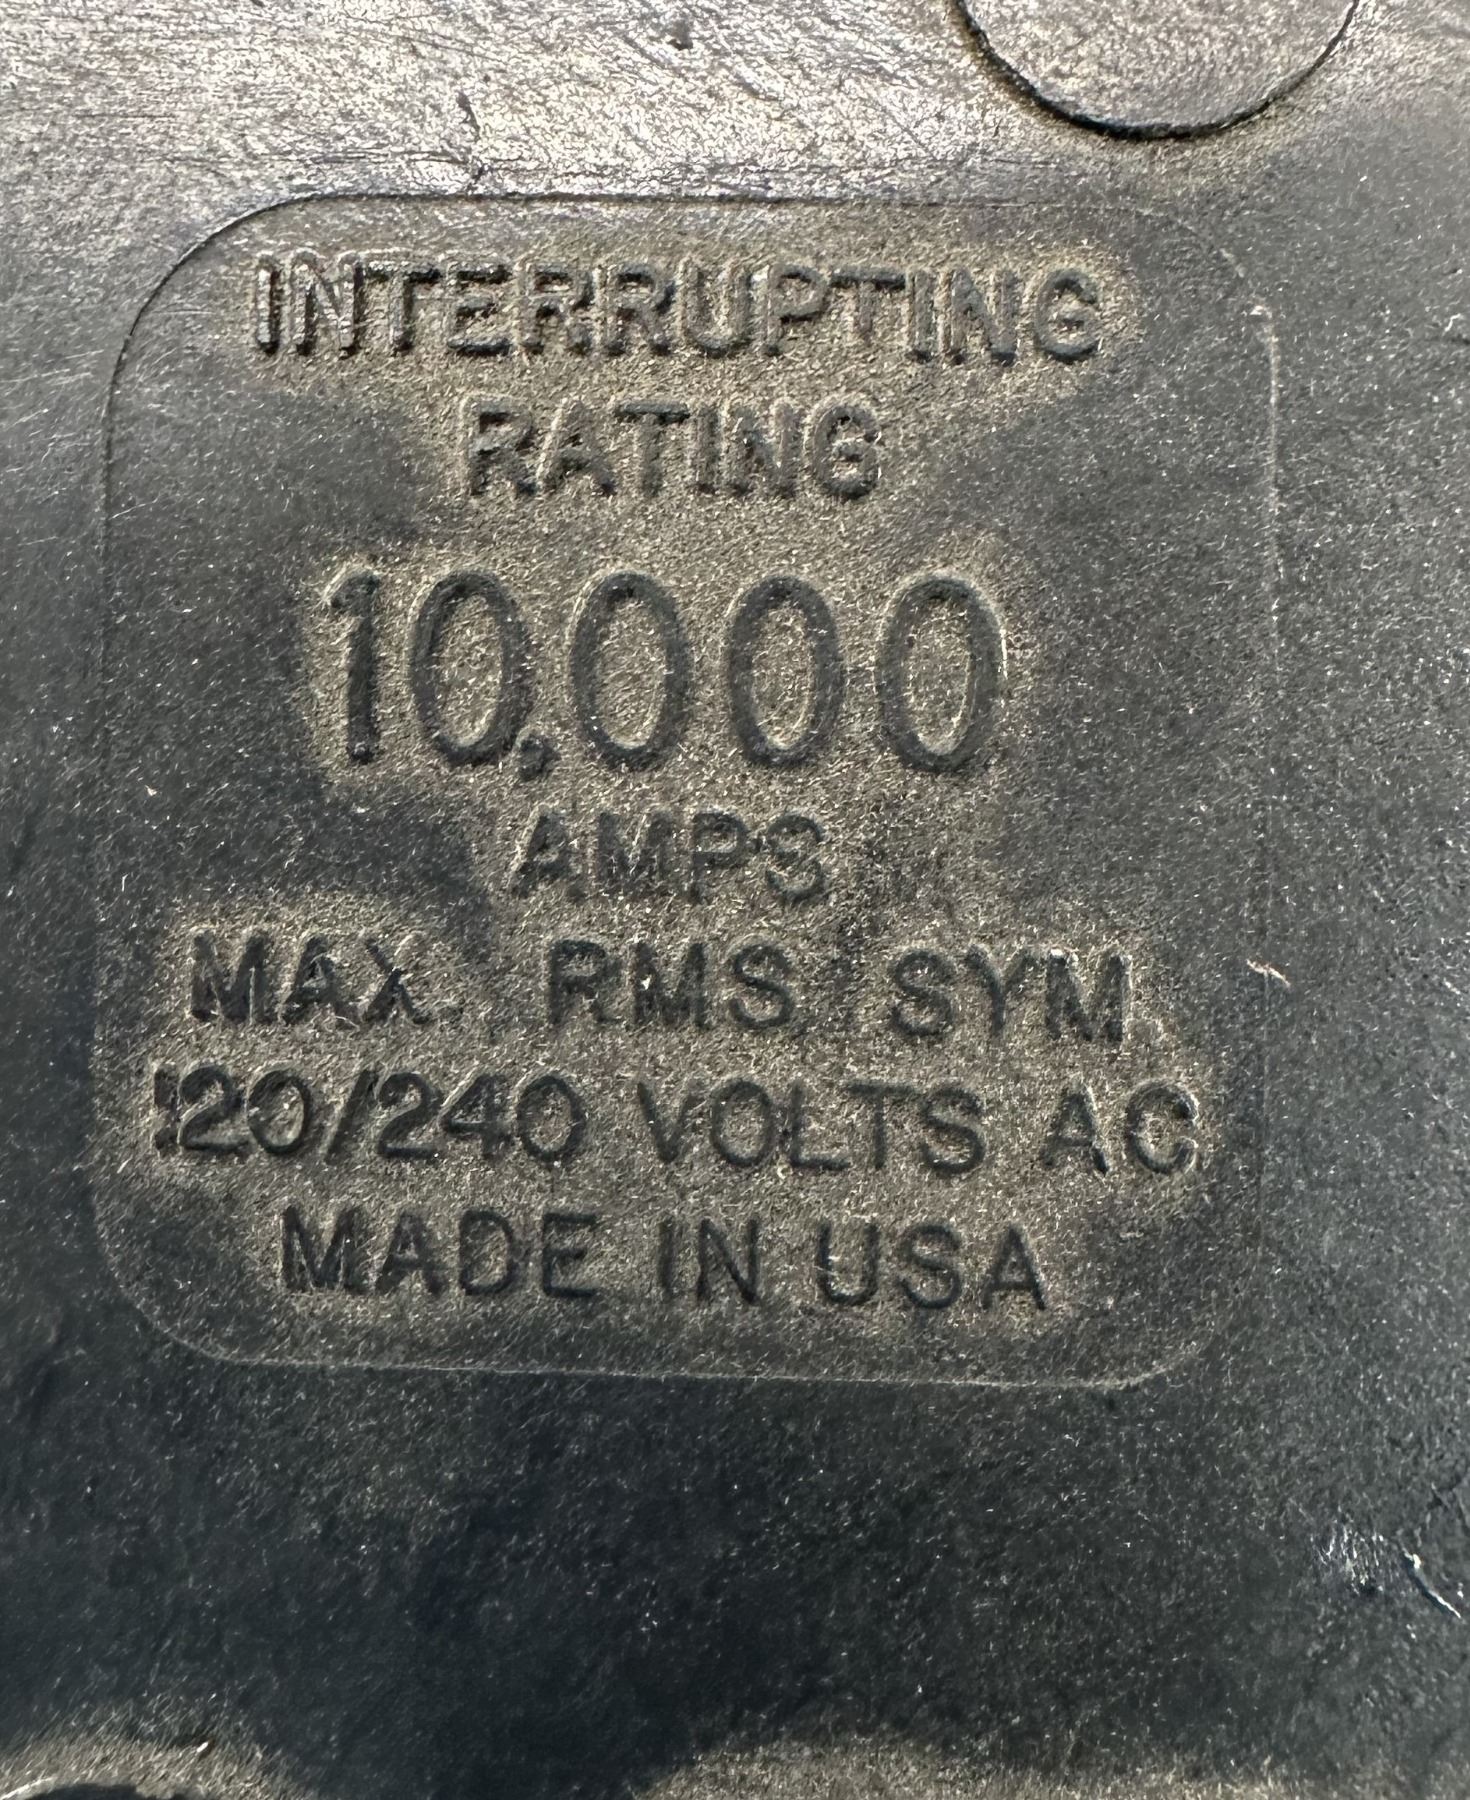 INTERRUPTING
RATING
10,000
AMPS
MAX RMS SYM
120/240 VOLTS AC
MADE IN USA